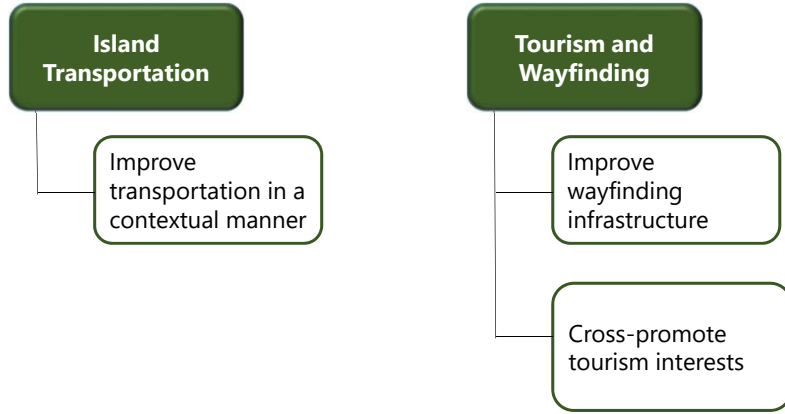 Island
Transportation
Improve
transportation in a
contextual manner
Tourism and
Wayfinding
Improve
wayfinding
infrastructure
Cross-promote
tourism interests